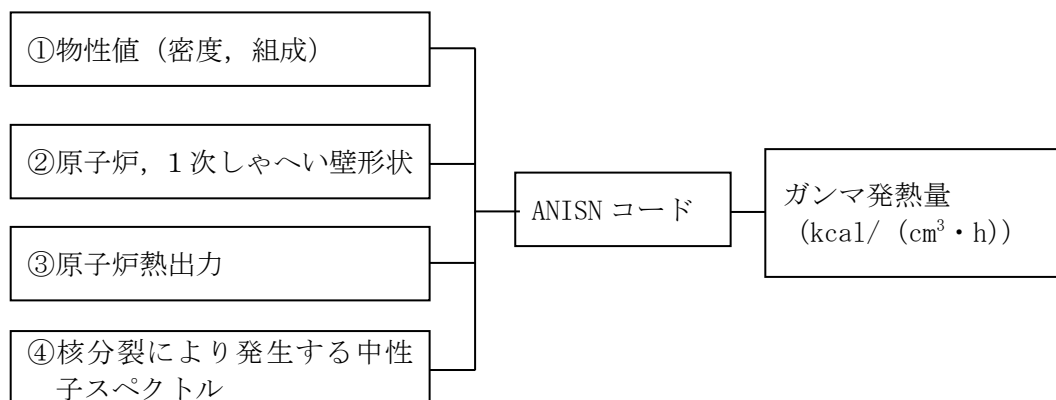 ①物性値（密度，組成）
②原子炉，１次しゃへい壁形状
③原子炉熱出力
④核分裂により発生する中性
子スペクトル
ANISN コード
ガンマ発熱量
(kcal/（cm³・h))